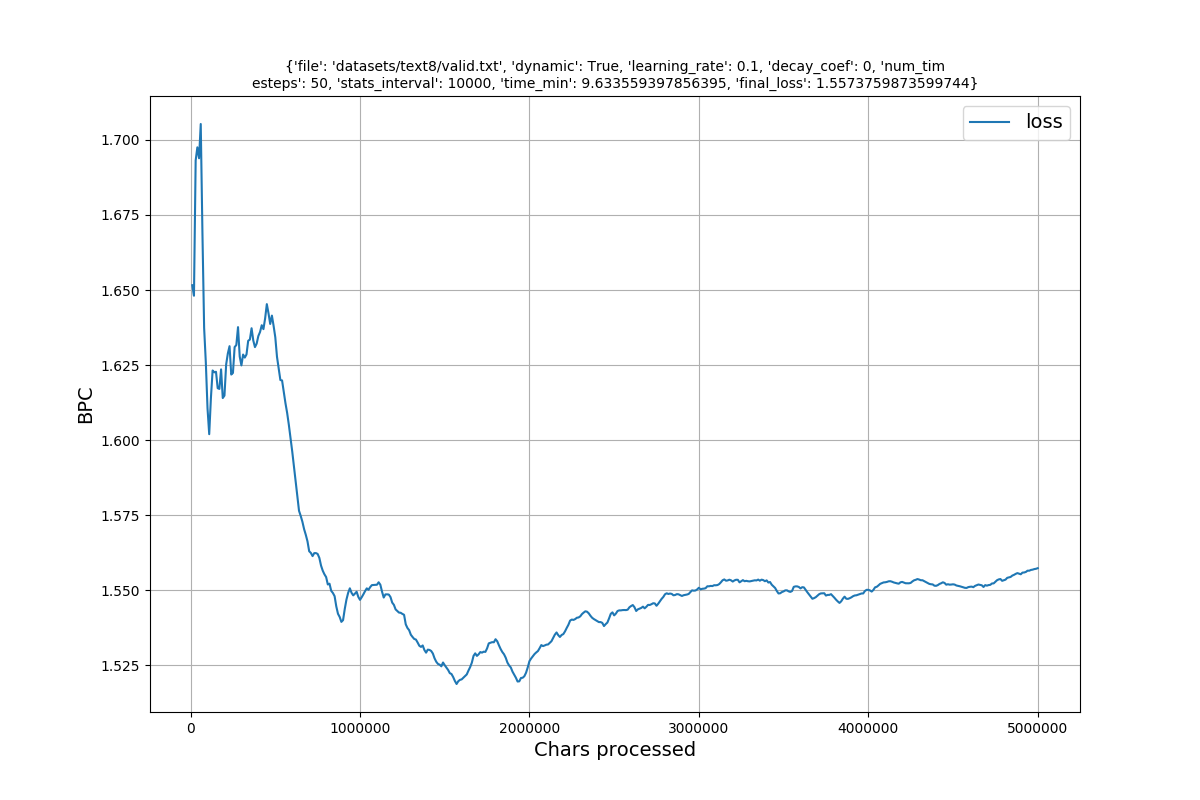 {'file': 'datasets/text8/valid.txt', 'dynamic': True, 'learning_rate': 0.1, 'decay_coef': 0, 'num_tim
esteps': 50, 'stats_interval': 10000, 'time_min': 9.633559397856395, 'final_loss': 1.5573759873599744}
loss
1.700
1.675
1.650
1.625
1.600
1.575
1.550
1.525
BPC
0 1000000 2000000 3000000 4000000 5000000
Chars processed